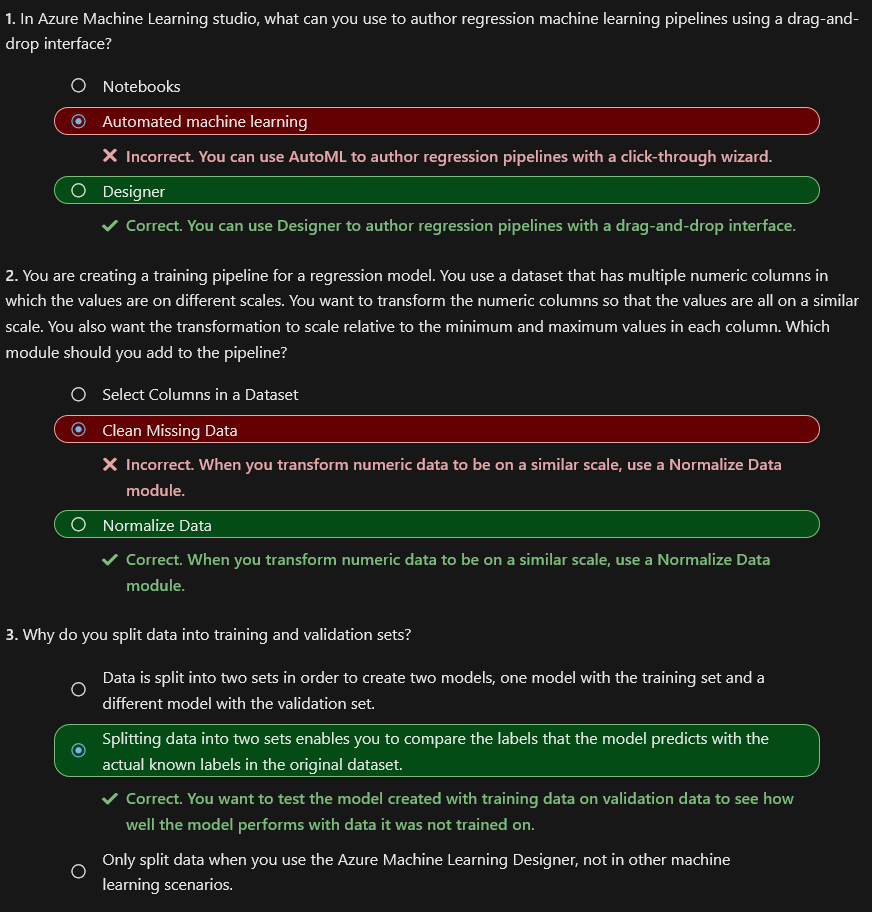 1. In Azure Machine Learning studio, what can you use to author regression machine learning pipelines using a drag-and-
drop interface?
Notebooks
Automated machine learning
Incorrect. You can use AutoML to author regression pipelines with a click-through wizard.
Designer
Correct. You can use Designer to author regression pipelines with a drag-and-drop interface.
2. You are creating a training pipeline for a regression model. You use a dataset that has multiple numeric columns in
which the values are on different scales. You want to transform the numeric columns so that the values are all on a similar
scale. You also want the transformation to scale relative to the minimum and maximum values in each column. Which
module should you add to the pipeline?
Select Columns in a Dataset
Clean Missing Data
Incorrect. When you transform numeric data to be on a similar scale, use a Normalize Data
module.
Normalize Data
Correct. When you transform numeric data to be on a similar scale, use a Normalize Data
module.
3. Why do you split data into training and validation sets?
Data is split into two sets in order to create two models, one model with the training set and a
different model with the validation set.
Splitting data into two sets enables you to compare the labels that the model predicts with the
actual known labels in the original dataset.
Correct. You want to test the model created with training data on validation data to see how
well the model performs with data it was not trained on.
Only split data when you use the Azure Machine Learning Designer, not in other machine
learning scenarios.